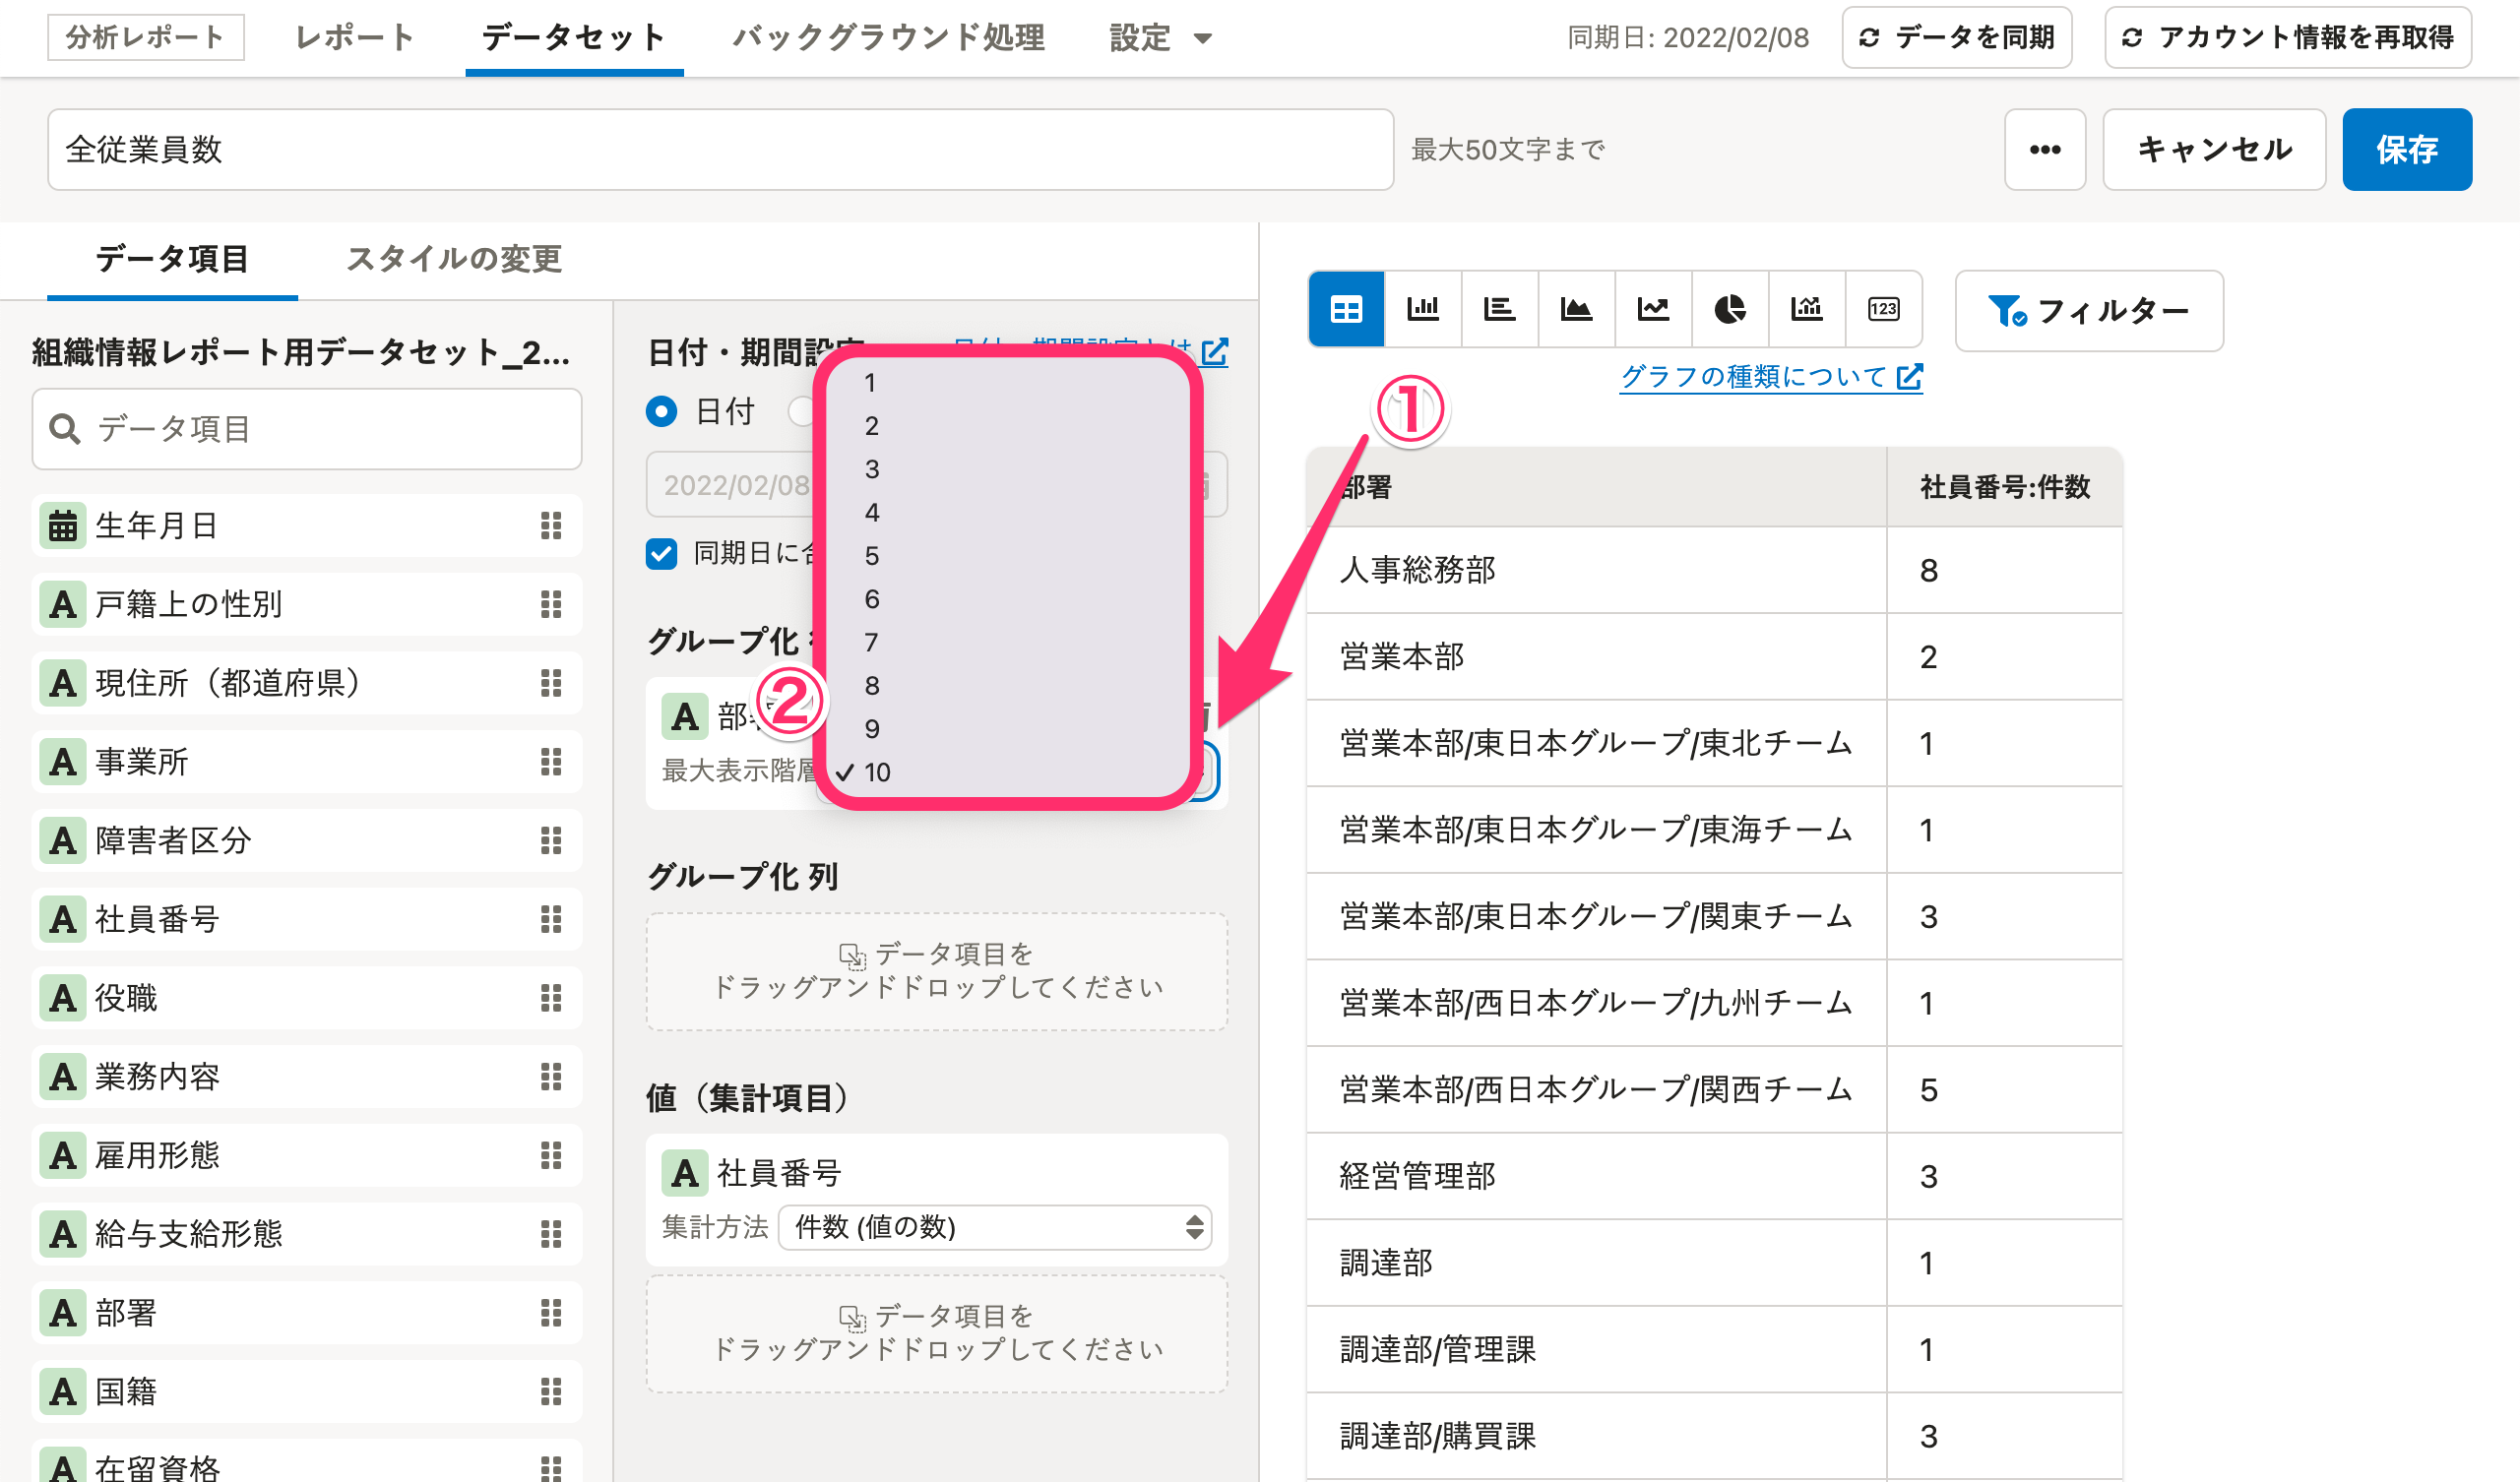 分析レポート
レポート
データセット
バックグラウンド処理
設定
同期日: 2022/02/08
データを同期
アカウント情報を再取得
全従業員数
最大50文字まで
•••
キャンセル
保存
データ項目
スタイルの変更
組織情報レポート用データセット_2...
データ項目
生年月日
A 戸籍上の性別
A 現住所（都道府県）
A 事業所
A 障害者区分
A 社員番号
A 役職
A 業務内容
A 雇用形態
A 給与支給形態
A 部署
A 国籍
A 在留資格
日付・期間設定
日付・期間設定とは
日付
2022/02/08
同期日に合
グループ化
A 部署
最大表示階層
1
2
3
4
5
6
7
8
9
10
①
②
グループ化 列
データ項目を
ドラッグアンドドロップしてください
値（集計項目）
A 社員番号
集計方法 件数 (値の数)
データ項目を
ドラッグアンドドロップしてください
123
フィルター
グラフの種類について
部署 社員番号:件数
人事総務部 8
営業本部 2
営業本部/東日本グループ/東北チーム 1
営業本部/東日本グループ/東海チーム 1
営業本部/東日本グループ/関東チーム 3
営業本部/西日本グループ/九州チーム 1
営業本部/西日本グループ/関西チーム 5
経営管理部 3
調達部 1
調達部/管理課 1
調達部/購買課 3